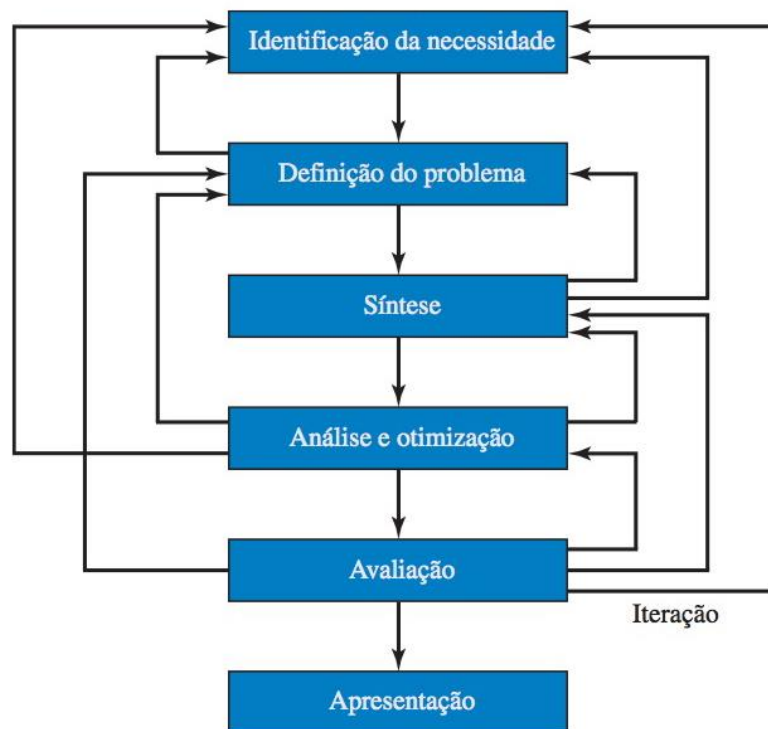 Identificação da necessidade
Definição do problema
Síntese
Análise e otimização
Avaliação
Iteração
Apresentação